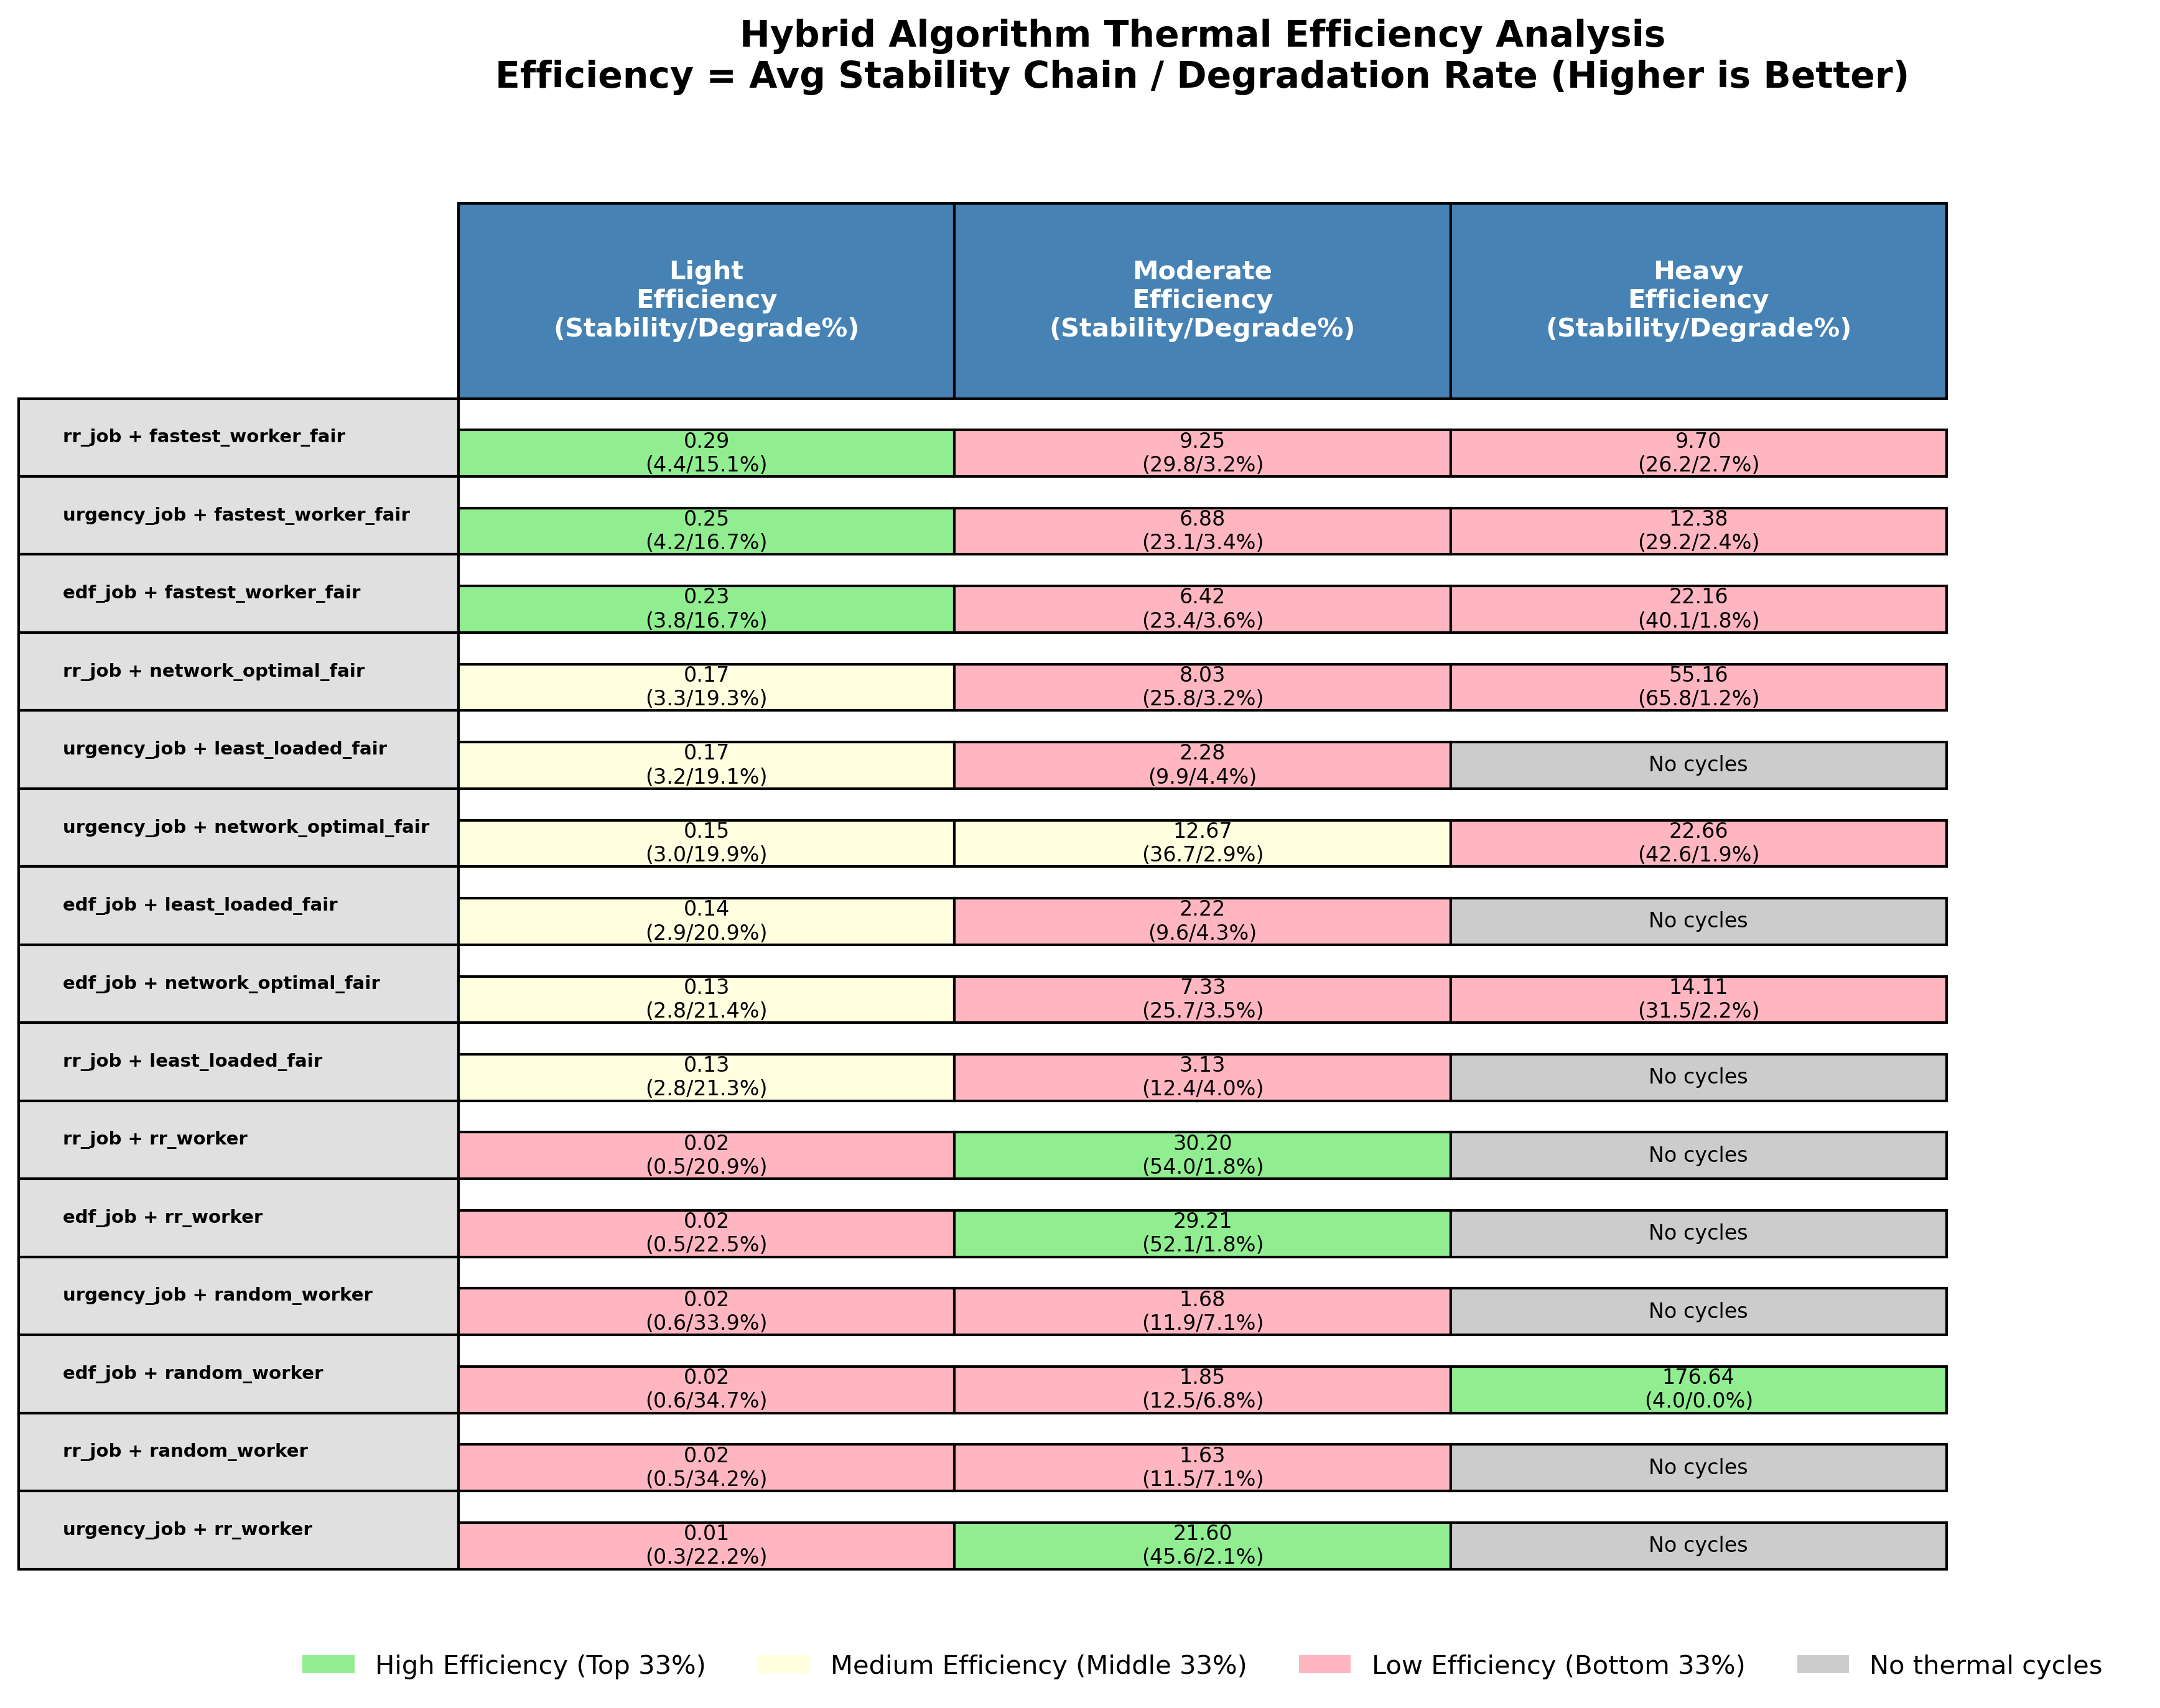 Hybrid Algorithm Thermal Efficiency Analysis
Efficiency = Avg Stability Chain / Degradation Rate (Higher is Better)
Light
Efficiency
(Stability/Degrade%)
Moderate
Efficiency
(Stability/Degrade%)
Heavy
Efficiency
(Stability/Degrade%)
rr_job + fastest_worker_fair
0.29
(4.4/15.1%)
9.25
(29.8/3.2%)
9.70
(26.2/2.7%)
urgency_job + fastest_worker_fair
0.25
(4.2/16.7%)
6.88
(23.1/3.4%)
12.38
(29.2/2.4%)
edf_job + fastest_worker_fair
0.23
(3.8/16.7%)
6.42
(23.4/3.6%)
22.16
(40.1/1.8%)
rr_job + network_optimal_fair
0.17
(3.3/19.3%)
8.03
(25.8/3.2%)
55.16
(65.8/1.2%)
urgency_job + least_loaded_fair
0.17
(3.2/19.1%)
2.28
(9.9/4.4%)
No cycles
urgency_job + network_optimal_fair
0.15
(3.0/19.9%)
12.67
(36.7/2.9%)
22.66
(42.6/1.9%)
edf_job + least_loaded_fair
0.14
(2.9/20.9%)
2.22
(9.6/4.3%)
No cycles
edf_job + network_optimal_fair
0.13
(2.8/21.4%)
7.33
(25.7/3.5%)
14.11
(31.5/2.2%)
rr_job + least_loaded_fair
0.13
(2.8/21.3%)
3.13
(12.4/4.0%)
No cycles
rr_job + rr_worker
0.02
(0.5/20.9%)
30.20
(54.0/1.8%)
No cycles
edf_job + rr_worker
0.02
(0.5/22.5%)
29.21
(52.1/1.8%)
No cycles
urgency_job + random_worker
0.02
(0.6/33.9%)
1.68
(11.9/7.1%)
No cycles
edf_job + random_worker
0.02
(0.6/34.7%)
1.85
(12.5/6.8%)
176.64
(4.0/0.0%)
rr_job + random_worker
0.02
(0.5/34.2%)
1.63
(11.5/7.1%)
No cycles
urgency_job + rr_worker
0.01
(0.3/22.2%)
21.60
(45.6/2.1%)
No cycles
High Efficiency (Top 33%)
Medium Efficiency (Middle 33%)
Low Efficiency (Bottom 33%)
No thermal cycles